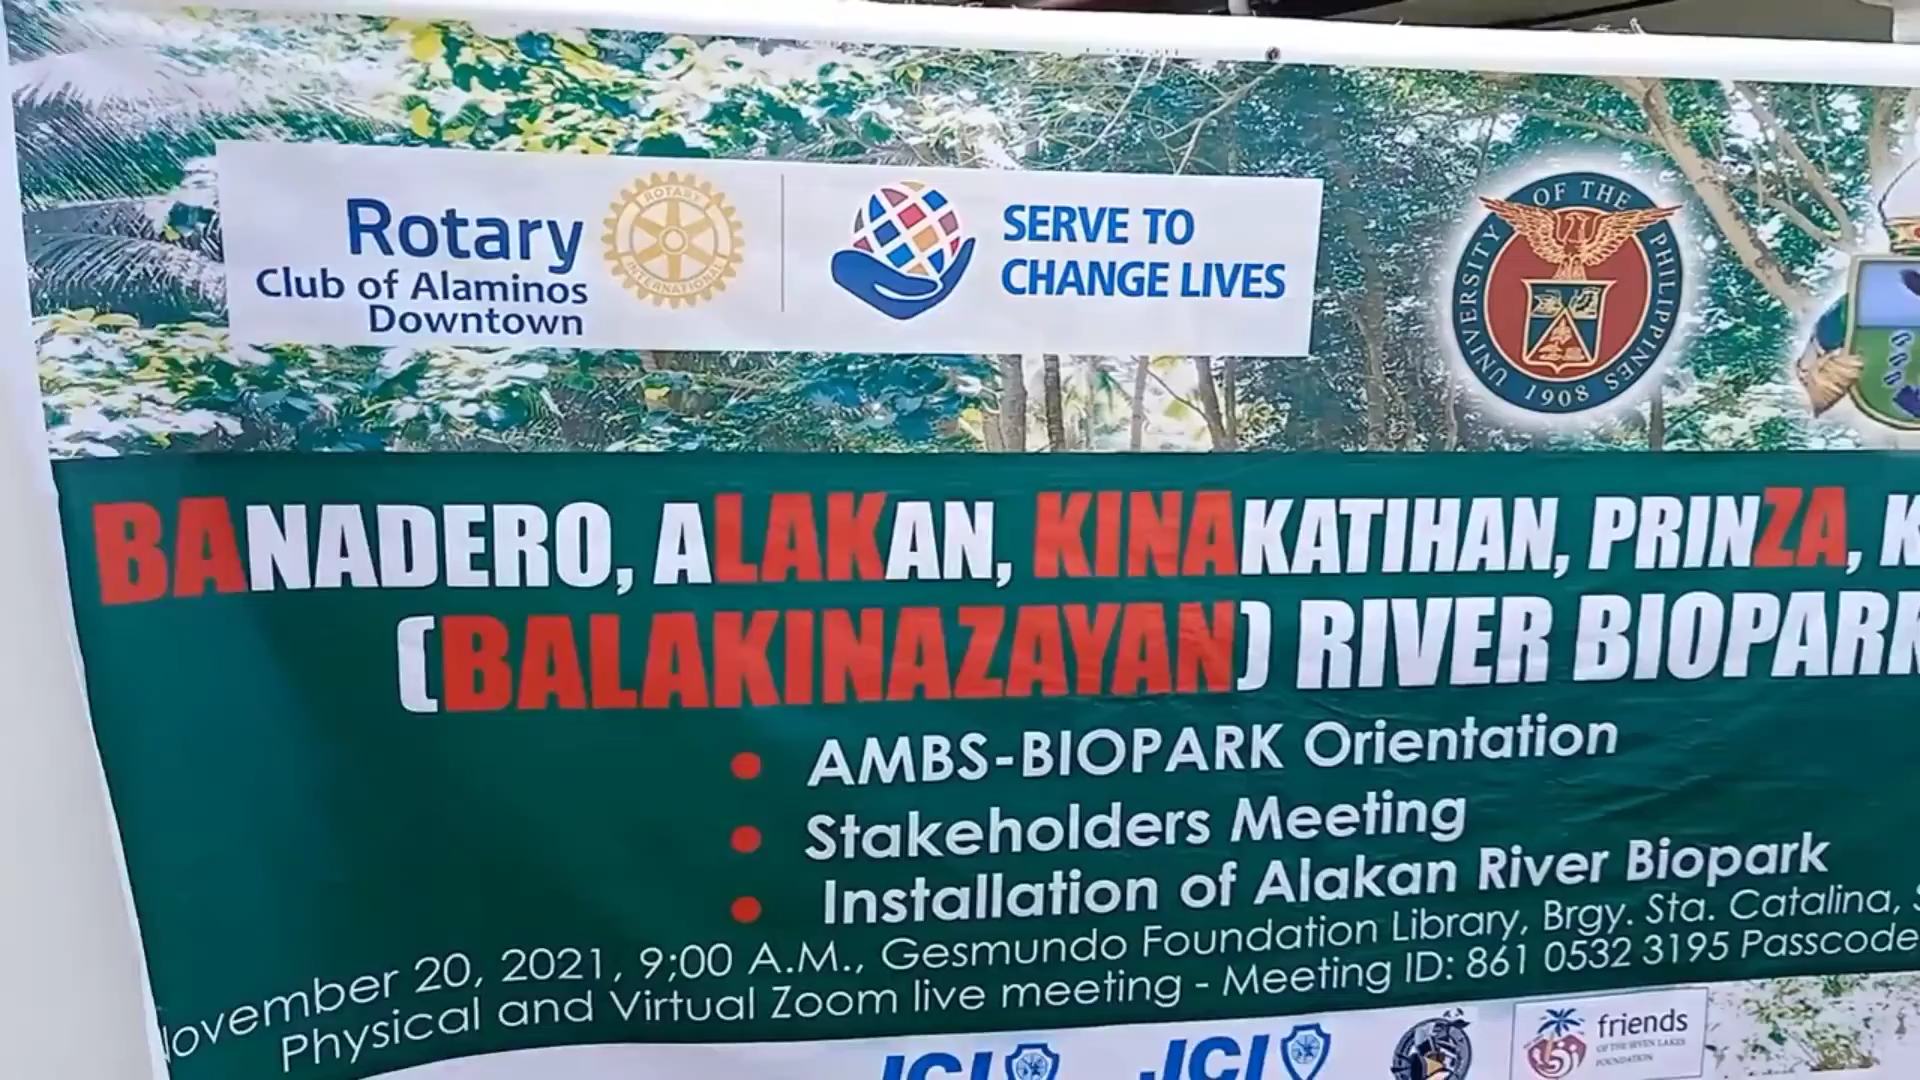 Rotary
Club of Alaminos
Downtown
ROTARY
INTERNATIONAL
SERVE TO
CHANGE LIVES
UNIVERSITY OF THE PHILIPPINES
1908
BANADERO, ALAKAN, KINAKATIHAN, PRINZA, K
(BALAKINAZAYAN) RIVER BIOPARK
• AMBS-BIOPARK Orientation
• Stakeholders Meeting
• Installation of Alakan River Biopark
ovember 20, 2021, 9;00 A.M., Gesmundo Foundation Library, Brgy. Sta. Catalina, S
Physical and Virtual Zoom live meeting - Meeting ID: 861 0532 3195 Passcode
JCI
JCI
friends
OF THE SEVEN LAKES
FOUNDATION